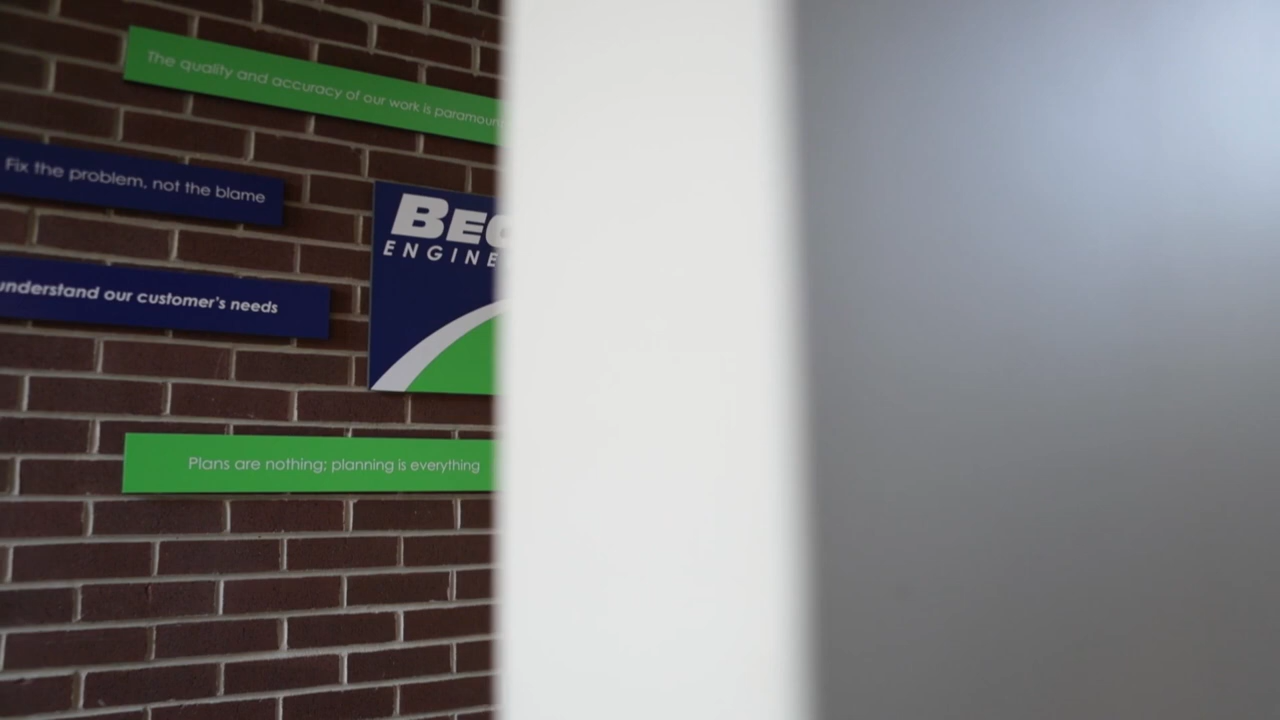 The quality and accuracy of our work is paramount
Fix the problem, not the blame
understand our customer's needs
Plans are nothing; planning is everything